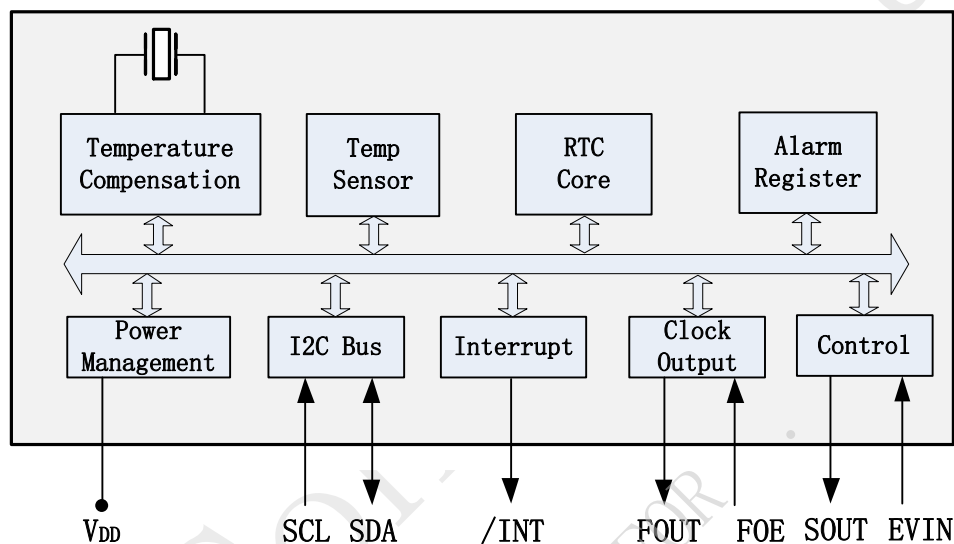 Temperature
Compensation
Temp
Sensor
RTC
Core
Alarm
Register
Power
Management
I2C Bus
Interrupt
Clock
Output
Control
VDD
SCL
SDA
/INT
FOUT
FOE
SOUT
EVIN